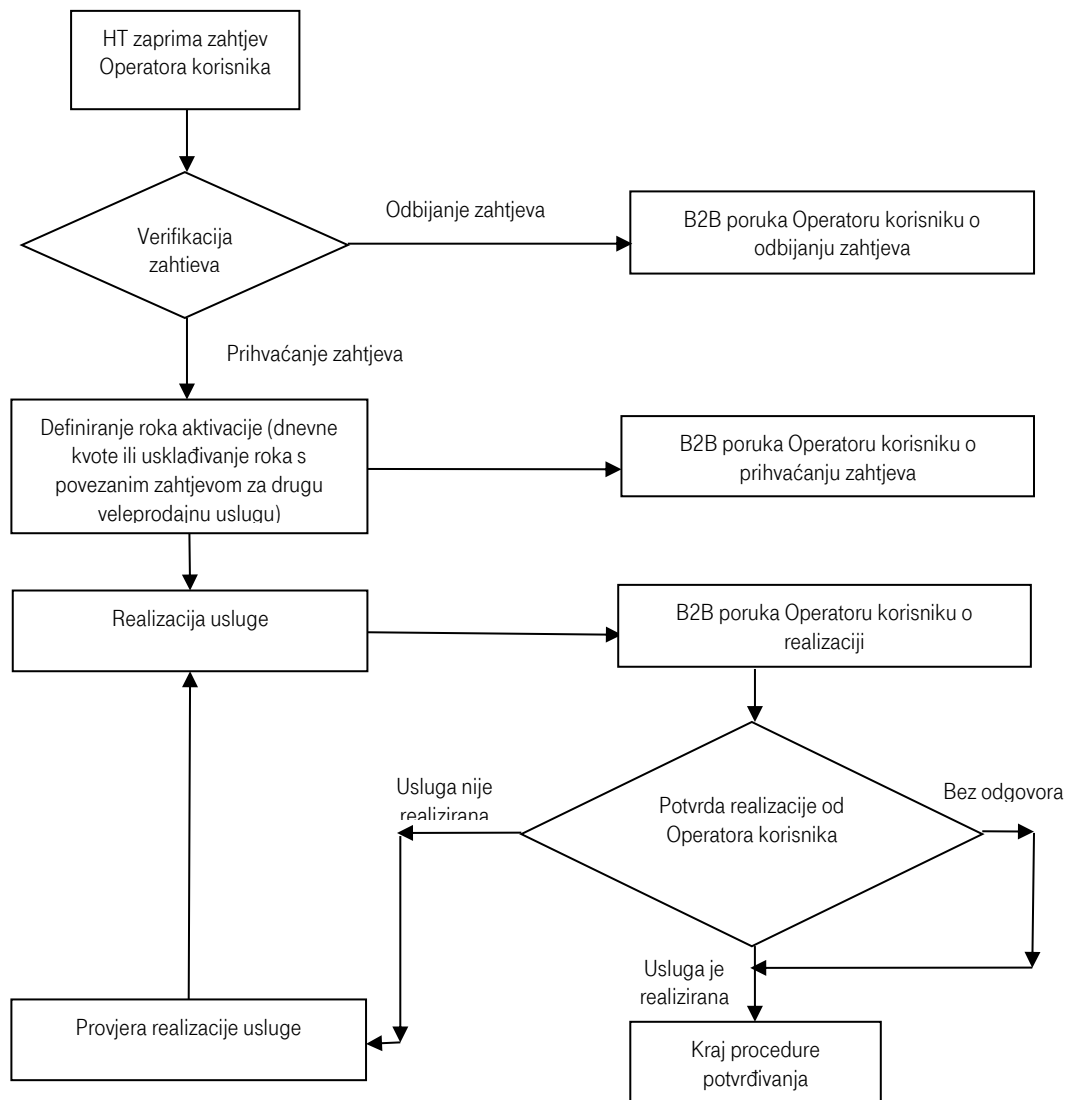 HT zaprima zahtjev
Operatora korisnika
Odbijanje zahtjeva
B2B poruka Operatoru korisniku o
odbijanju zahtjeva
Verifikacija
zahtjeva
Prihvaćanje zahtjeva
Definiranje roka aktivacije (dnevne
kvote ili usklađivanje roka s
povezanim zahtjevom za drugu
veleprodajnu uslugu)
B2B poruka Operatoru korisniku o
prihvaćanju zahtjeva
Realizacija usluge
B2B poruka Operatoru korisniku o
realizaciji
Usluga nije
realizirana
Potvrda realizacije od
Operatora korisnika
Bez odgovora
Usluga je
realizirana
Provjera realizacije usluge
Kraj procedure
potvrđivanja